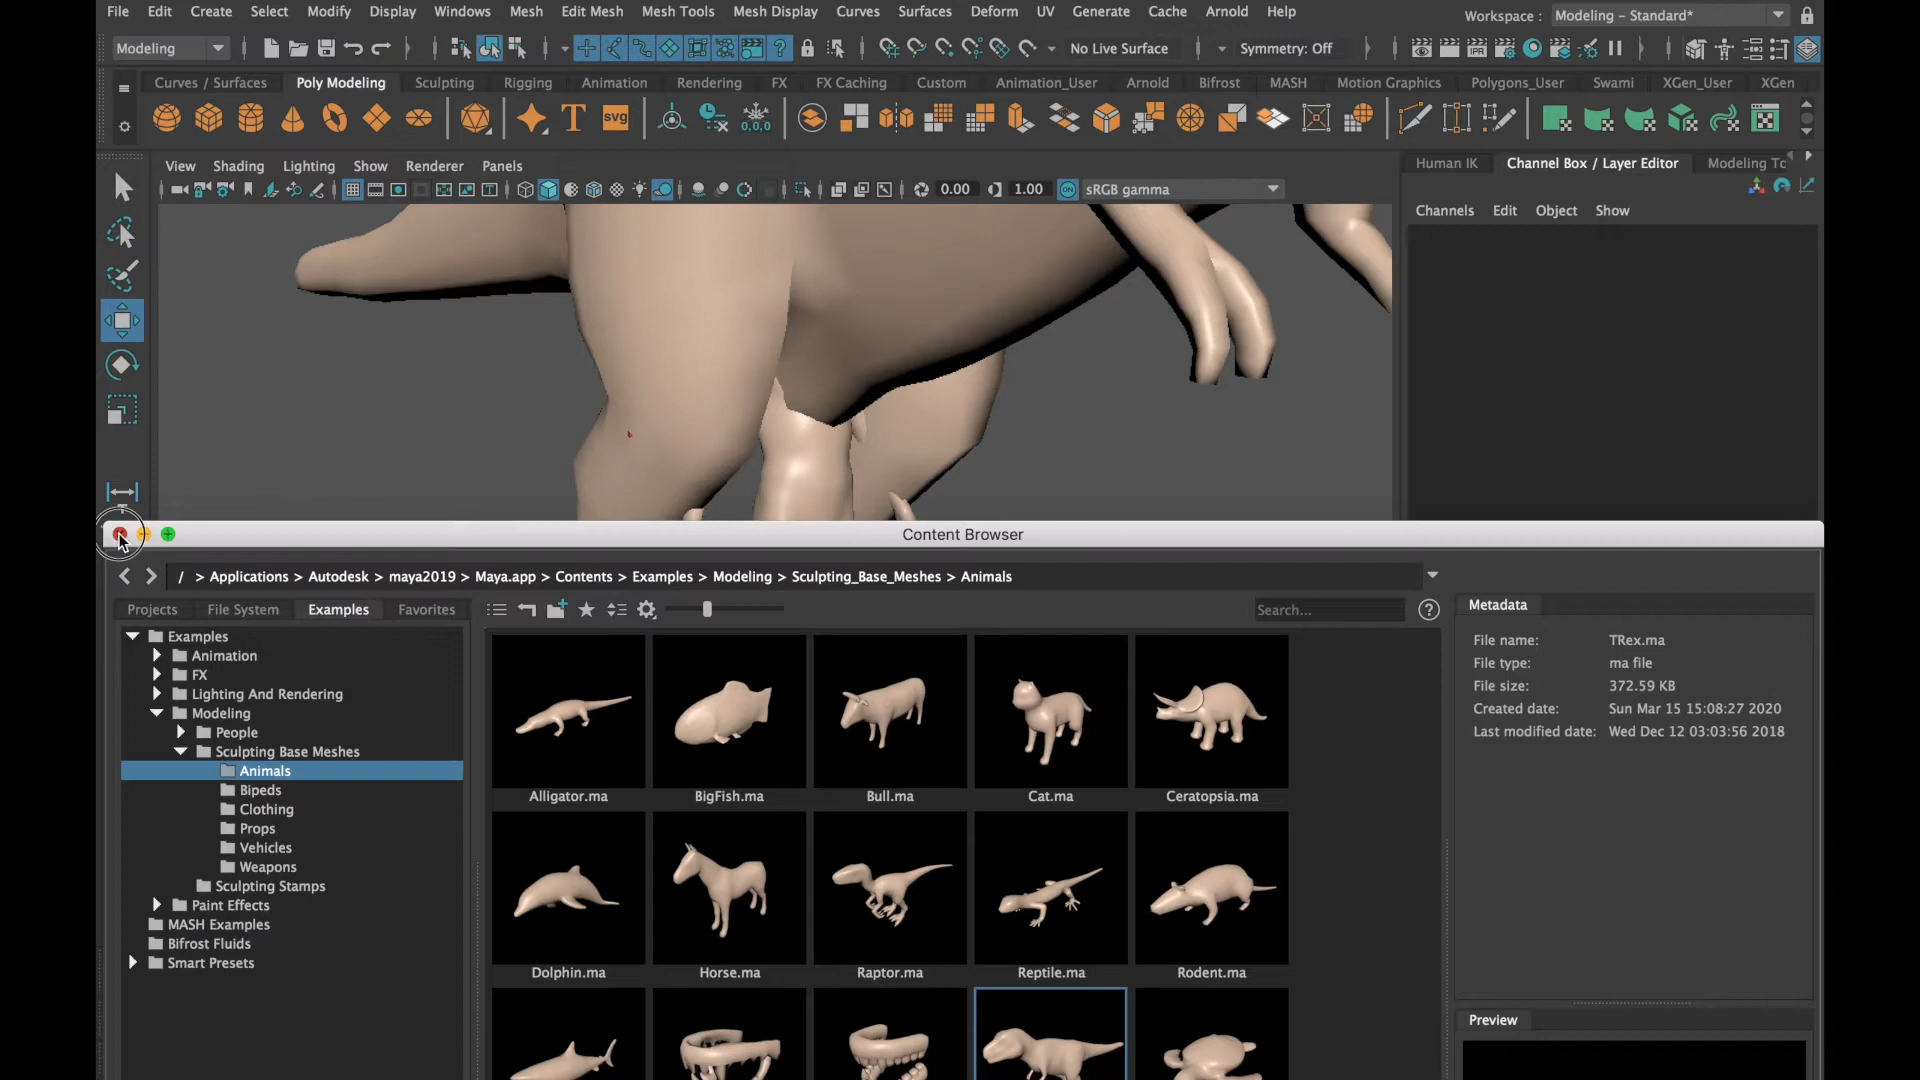 File Edit Create Select Modify Display Windows Mesh Edit Mesh Mesh Tools Mesh Display Curves Surfaces Deform UV Generate Cache Arnold Help Workspace : Modeling - Standard*
Modeling No Live Surface Symmetry: Off IPR
Curves / Surfaces Poly Modeling Sculpting Rigging Animation Rendering FX FX Caching Custom Animation_User Arnold Bifrost MASH Motion Graphics Polygons_User Swami XGen_User XGen
T svg 0,0,0
View Shading Lighting Show Renderer Panels
0.00 1.00 ON sRGB gamma
Human IK Channel Box / Layer Editor Modeling To
Channels Edit Object Show
Content Browser
/ > Applications > Autodesk > maya2019 > Maya.app > Contents > Examples > Modeling > Sculpting_Base_Meshes > Animals
Projects File System Examples Favorites Search... ?
Examples
Animation
FX
Lighting And Rendering
Modeling
People
Sculpting Base Meshes
Animals
Bipeds
Clothing
Props
Vehicles
Weapons
Sculpting Stamps
Paint Effects
MASH Examples
Bifrost Fluids
Smart Presets
Alligator.ma BigFish.ma Bull.ma Cat.ma Ceratopsia.ma
Dolphin.ma Horse.ma Raptor.ma Reptile.ma Rodent.ma
Metadata
File name: TRex.ma
File type: ma file
File size: 372.59 KB
Created date: Sun Mar 15 15:08:27 2020
Last modified date: Wed Dec 12 03:03:56 2018
Preview